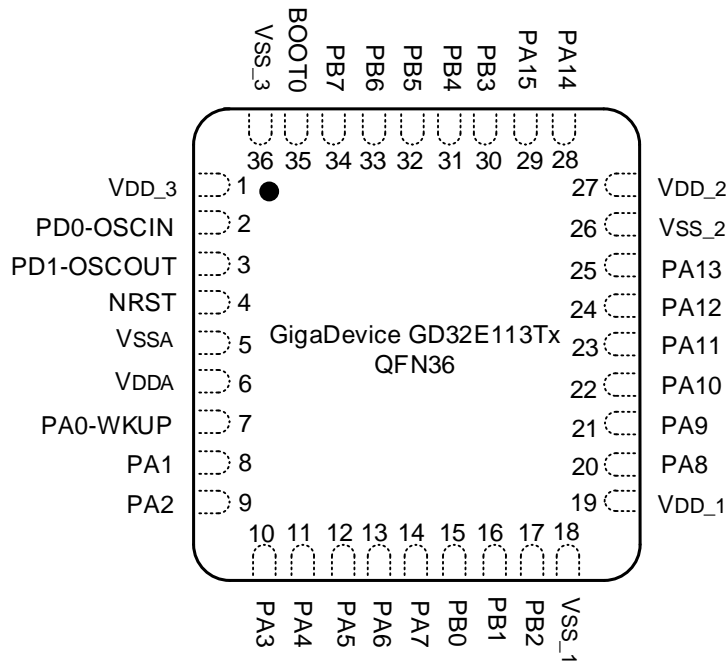 VSS_3
BOOT0
PB7
PB6
PB5
PB4
PB3
PA15
PA14
36 35 34 33 32 31 30 29 28
VDD_3 1
PD0-OSCIN 2
PD1-OSCOUT 3
NRST 4
VSSA 5
VDDA 6
PA0-WKUP 7
PA1 8
PA2 9
GigaDevice GD32E113Tx
QFN36
27 VDD_2
26 VSS_2
25 PA13
24 PA12
23 PA11
22 PA10
21 PA9
20 PA8
19 VDD_1
10 11 12 13 14 15 16 17 18
PA3
PA4
PA5
PA6
PA7
PB0
PB1
PB2
VSS_1